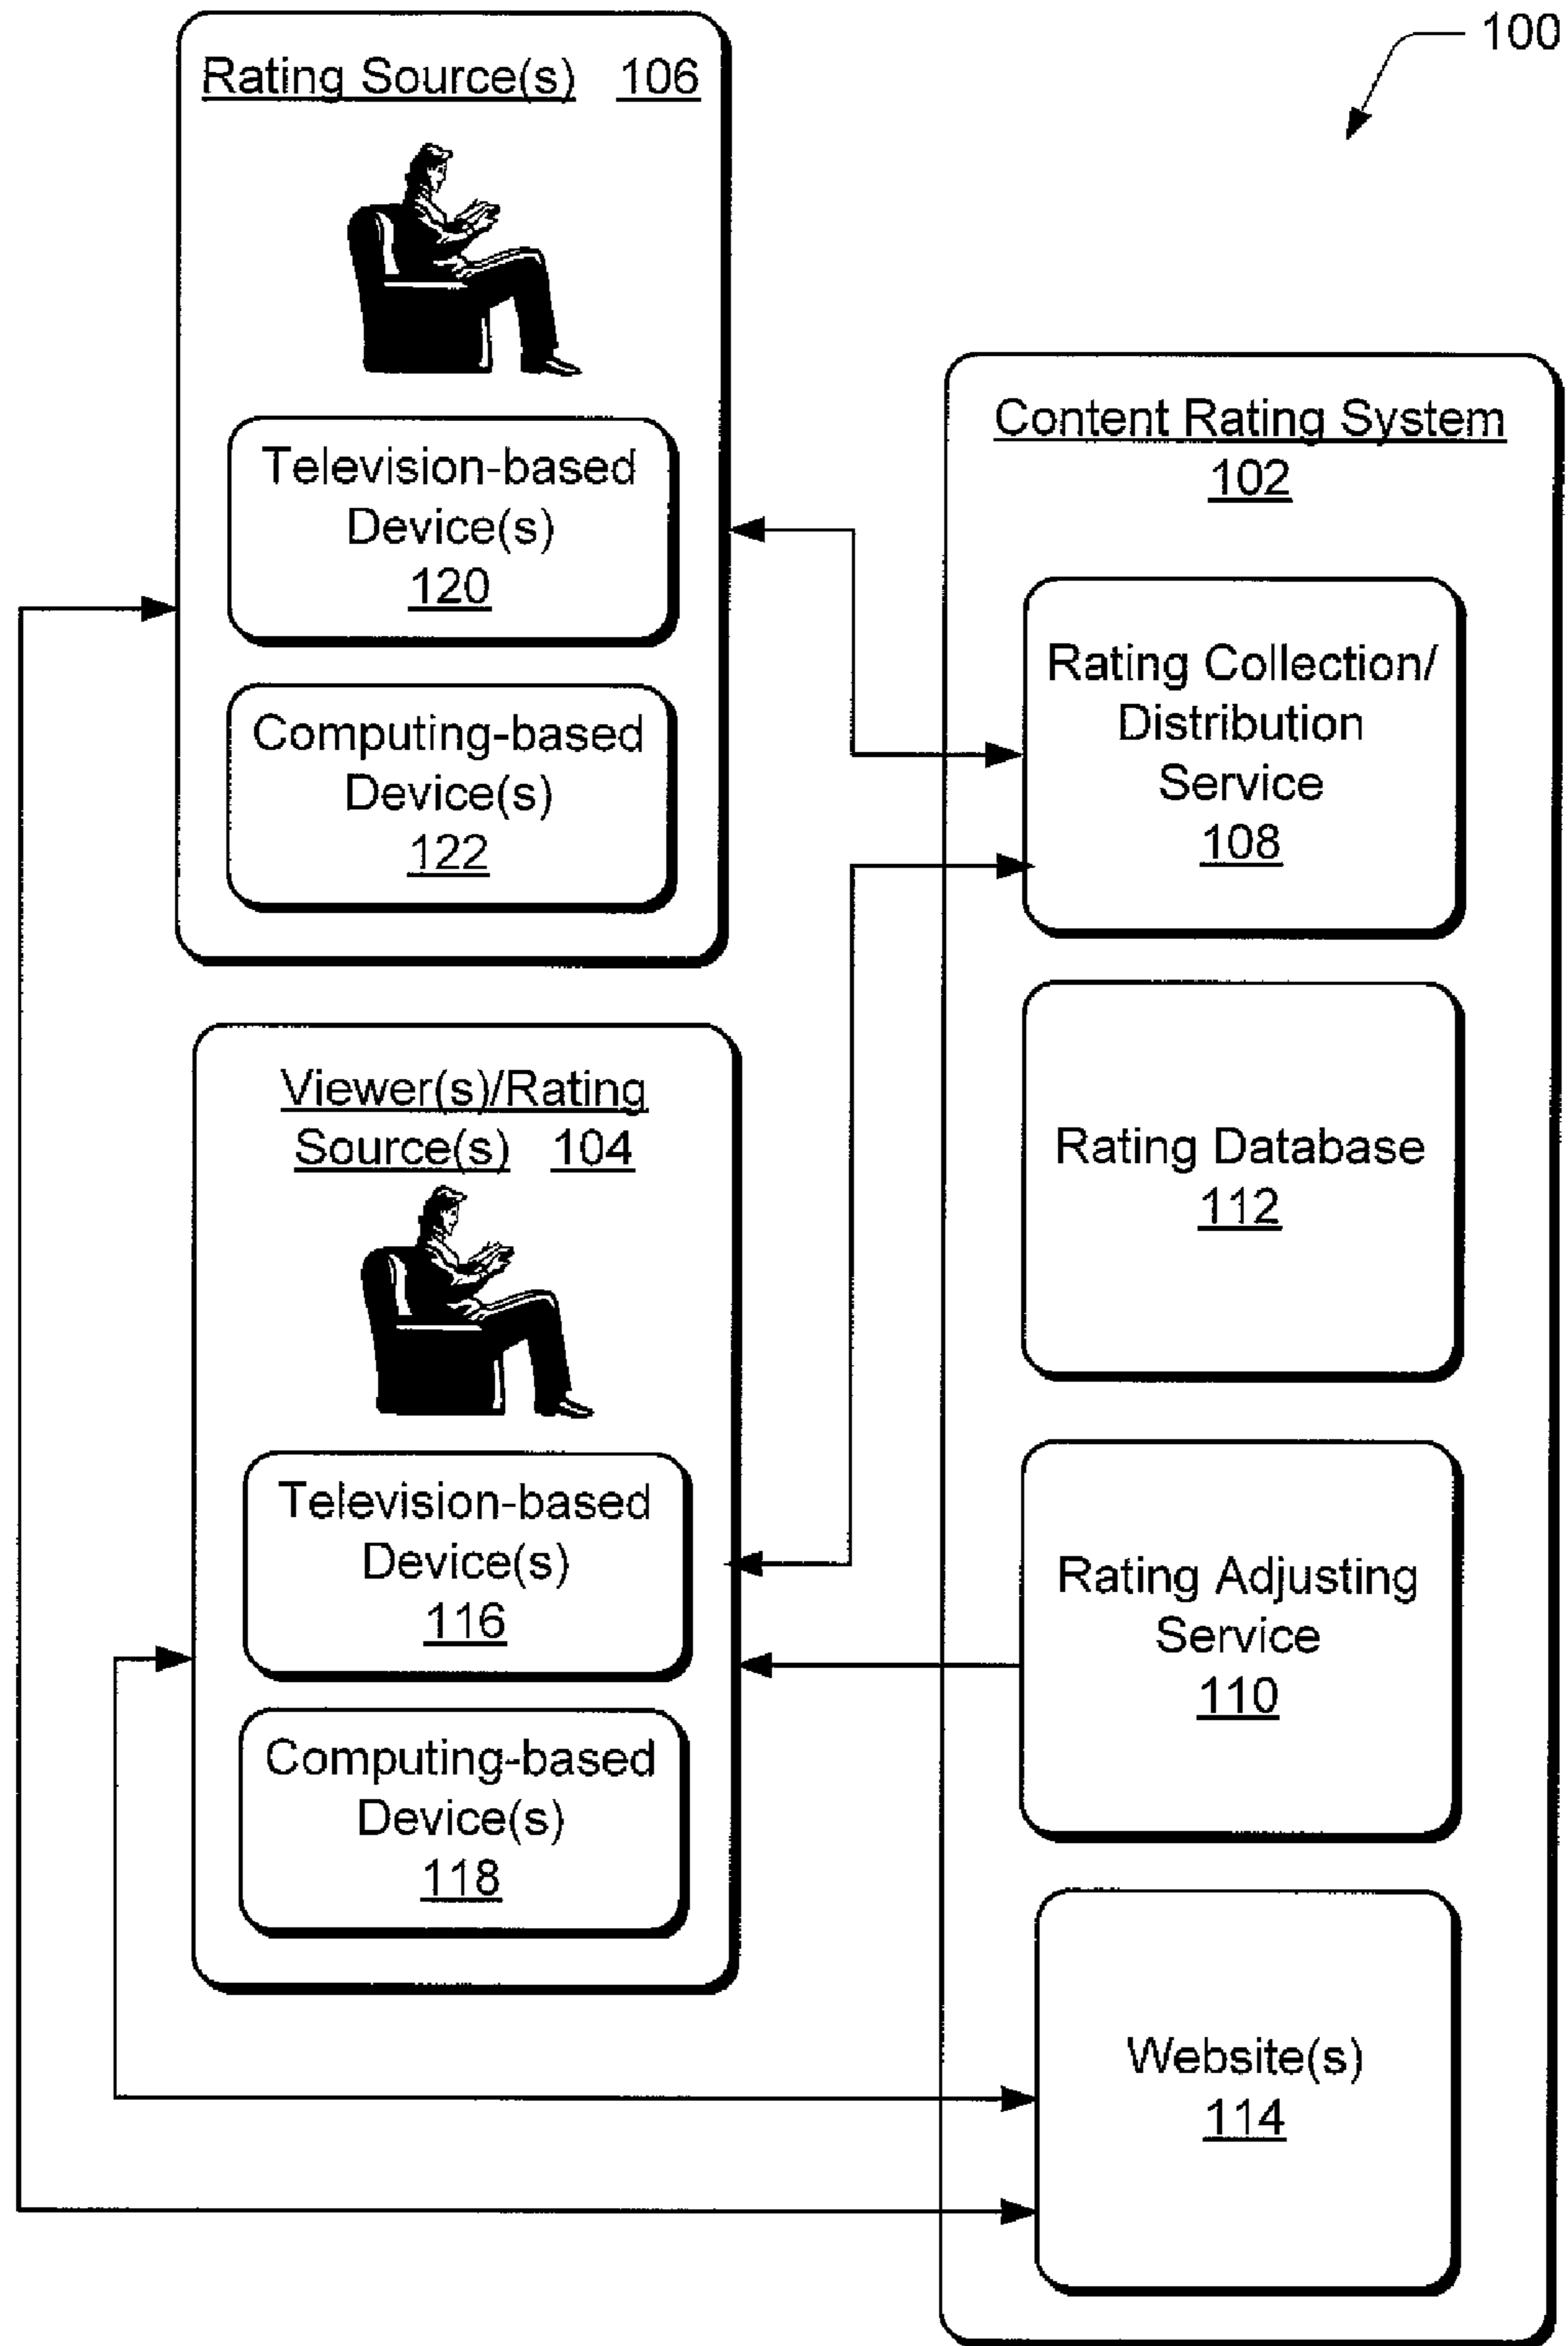 100
Rating Source(s) 106
Television-based
Device(s)
120
Computing-based
Device(s)
122
Viewer(s)/Rating
Source(s) 104
Television-based
Device(s)
116
Computing-based
Device(s)
118
Content Rating System
102
Rating Collection/
Distribution
Service
108
Rating Database
112
Rating Adjusting
Service
110
Website(s)
114